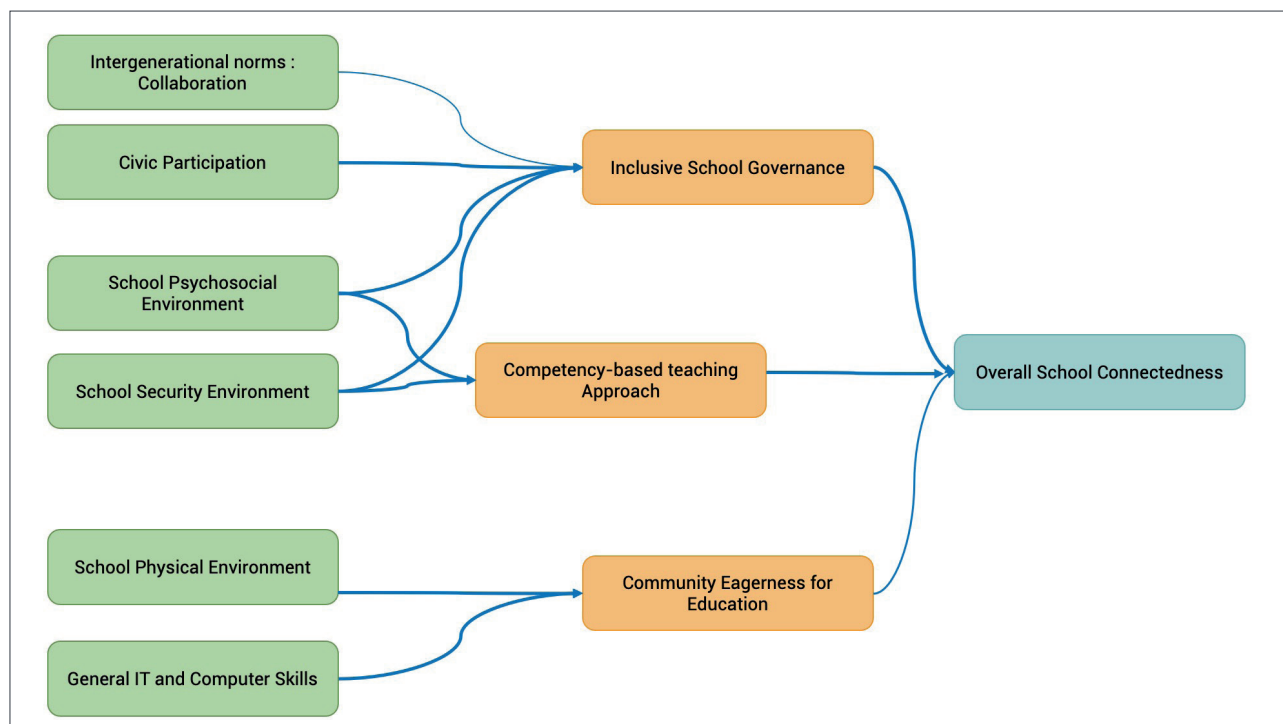 Intergenerational norms :
Collaboration
Civic Participation
School Psychosocial
Environment
School Security Environment
School Physical Environment
General IT and Computer Skills
Inclusive School Governance
Competency-based teaching
Approach
Community Eagerness for
Education
Overall School Connectedness